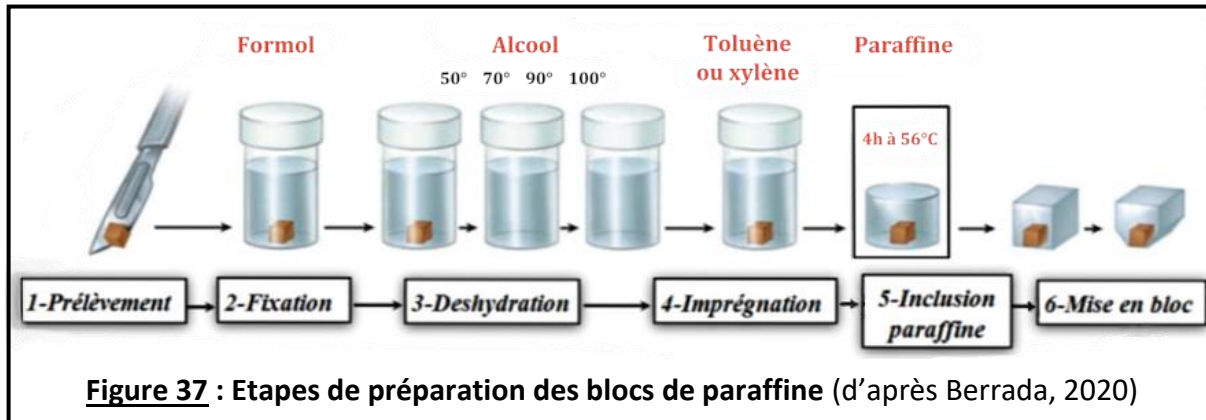 Formol
Alcool
50° 70° 90° 100°
Toluène
ou xylène
Paraffine
4h à 56°C
1-Prélèvement
2-Fixation
3-Deshydration
4-Imprégnation
5-Inclusion
paraffine
6-Mise en bloc
Figure 37 : Etapes de préparation des blocs de paraffine (d'après Berrada, 2020)